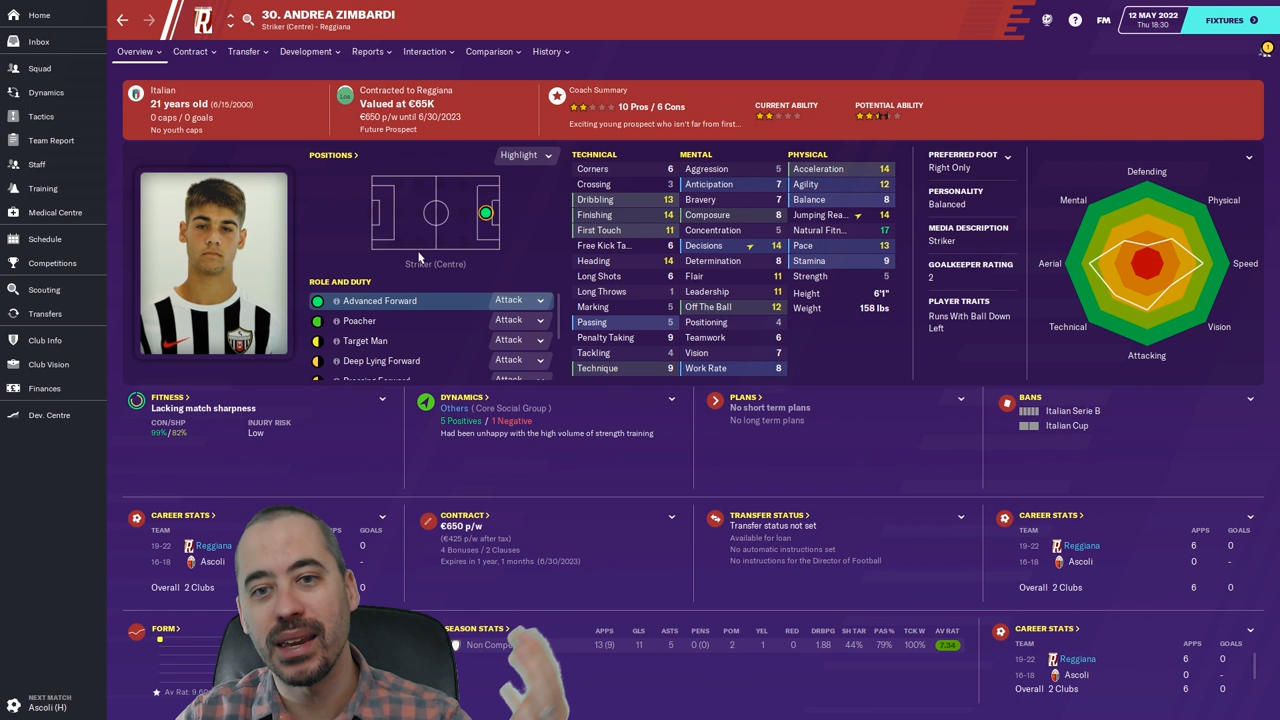 Home
Inbox
Squad
Dynamics
Tactics
Team Report
Staff
Training
Medical Centre
Schedule
Competitions
Scouting
Transfers
Club Info
Club Vision
Finances
Dev. Centre
NEXT MATCH
Ascoli (H)
30. ANDREA ZIMBARDI
Striker (Centre) - Reggiana
FM
12 MAY 2022
Thu 18:30
FIXTURES
Overview Contract Transfer Development Reports Interaction Comparison History
Italian
21 years old (6/15/2000)
0 caps / 0 goals
No youth caps
Contracted to Reggiana
Valued at €65K
€650 p/w until 6/30/2023
Future Prospect
Coach Summary
10 Pros / 6 Cons
Exciting young prospect who isn't far from first...
CURRENT ABILITY
POTENTIAL ABILITY
POSITIONS
Highlight
Striker (Centre)
ROLE AND DUTY
Advanced Forward Attack
Poacher Attack
Target Man Attack
Deep Lying Forward Attack
Pressing Forward Attack
TECHNICAL
Corners 6
Crossing 3
Dribbling 13
Finishing 14
First Touch 11
Free Kick Ta... 6
Heading 14
Long Shots 6
Long Throws 1
Marking 5
Passing 5
Penalty Taking 9
Tackling 4
Technique 9
MENTAL
Aggression 5
Anticipation 7
Bravery 7
Composure 8
Concentration 5
Decisions 14
Determination 8
Flair 11
Leadership 11
Off The Ball 12
Positioning 4
Teamwork 6
Vision 7
Work Rate 8
PHYSICAL
Acceleration 14
Agility 12
Balance 8
Jumping Rea... 14
Natural Fitn... 17
Pace 13
Stamina 9
Strength 5
Height 6'1"
Weight 158 lbs
PREFERRED FOOT
Right Only
PERSONALITY
Balanced
MEDIA DESCRIPTION
Striker
GOALKEEPER RATING
2
PLAYER TRAITS
Runs With Ball Down
Left
Defending
Physical
Speed
Vision
Attacking
Technical
Aerial
Mental
FITNESS
Lacking match sharpness
CON/SHP
99%/82%
INJURY RISK
Low
DYNAMICS
Others ( Core Social Group )
5 Positives / 1 Negative
Had been unhappy with the high volume of strength training
PLANS
No short term plans
No long term plans
BANS
Italian Serie B
Italian Cup
CAREER STATS
TEAM GOALS
19-22 Reggiana 0
16-18 Ascoli -
Overall 2 Clubs 0
CONTRACT
€650 p/w
(€425 p/w after tax)
4 Bonuses / 2 Clauses
Expires in 1 year, 1 months (6/30/2023)
TRANSFER STATUS
Transfer status not set
Available for loan
No automatic instructions set
No instructions for the Director of Football
CAREER STATS
TEAM APPS GOALS
19-22 Reggiana 6 0
16-18 Ascoli 0 -
Overall 2 Clubs 6 0
FORM
Av Rat: 9.60
SEASON STATS
APPS GLS ASTS PENS POM YEL RED DRBPG SH TAR PAS % TCK W AV RAT
Non Compe 13 (9) 11 5 0 (0) 2 1 0 1.88 44% 79% 100% 7.34
CAREER STATS
TEAM APPS GOALS
19-22 Reggiana 6 0
16-18 Ascoli 0 -
Overall 2 Clubs 6 0